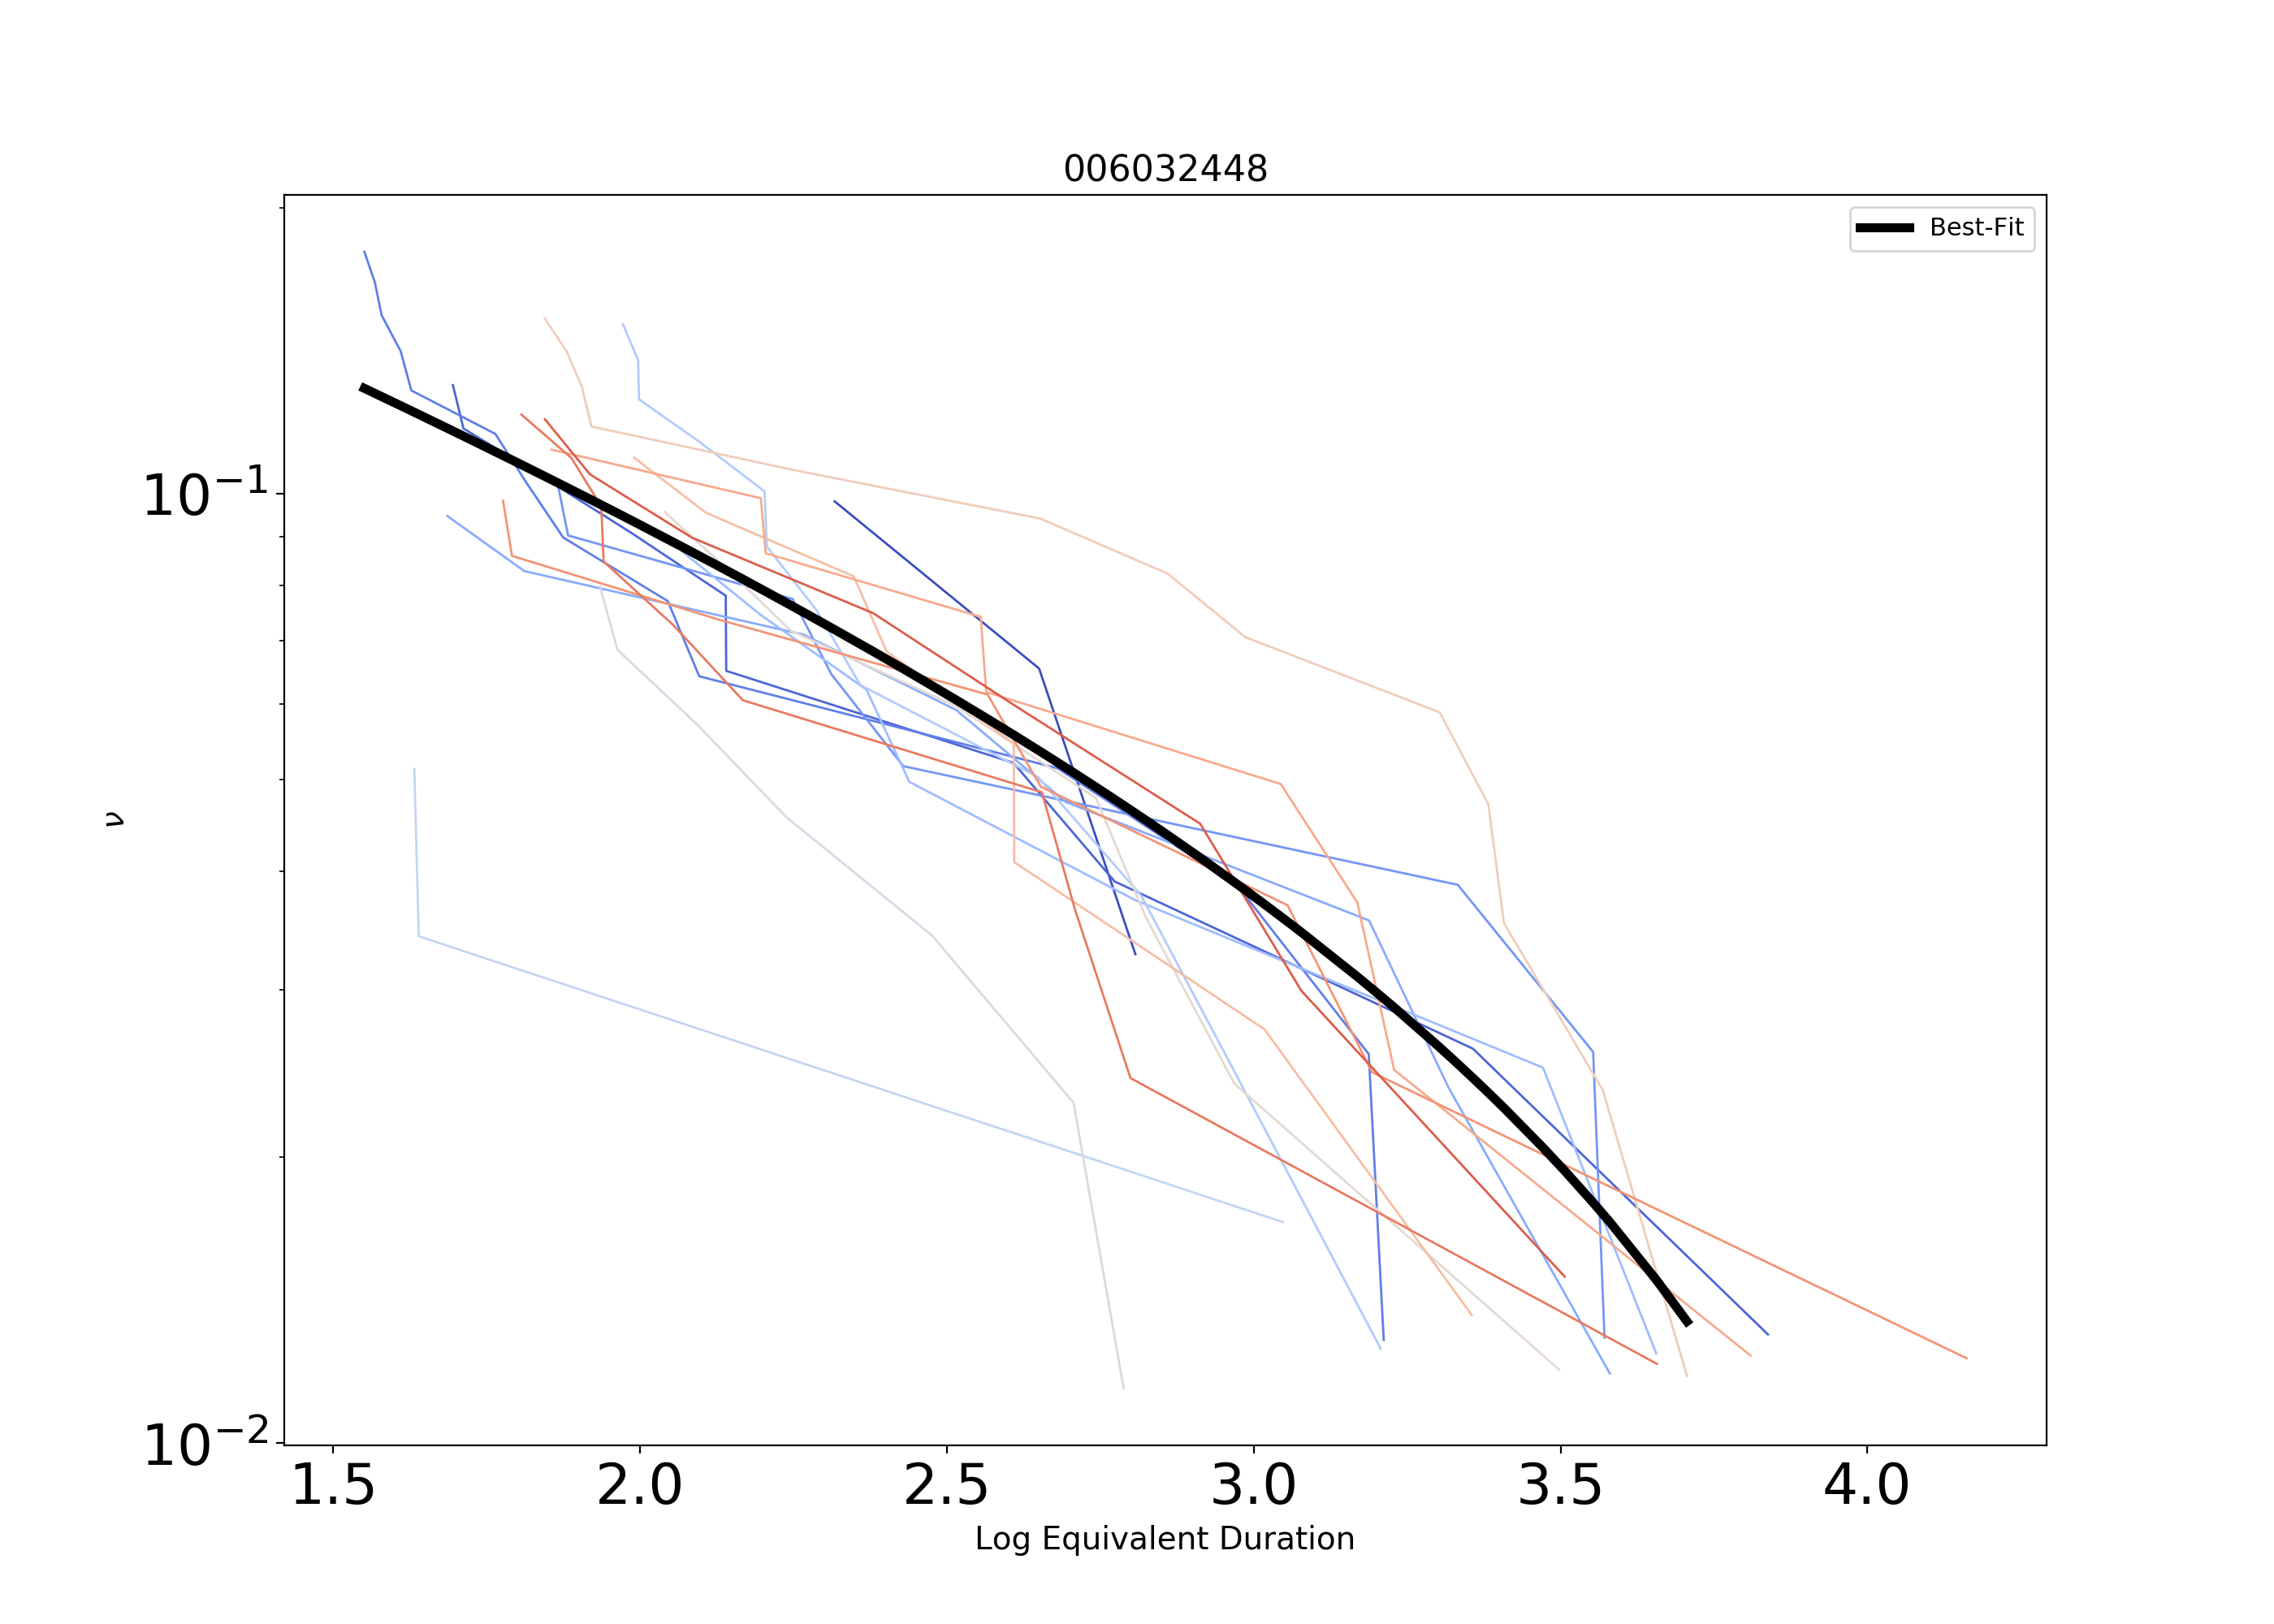 006032448
Best-Fit
10⁻¹
ν
10⁻²
1.5 2.0 2.5 3.0 3.5 4.0
Log Equivalent Duration